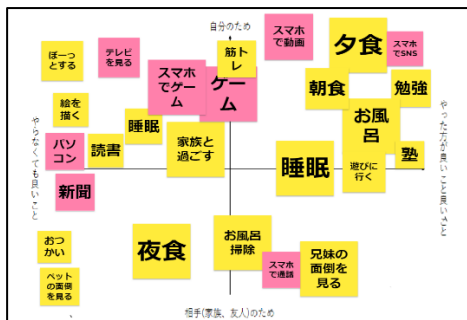 自分のため
ぼーっとする
テレビを見る
スマホでゲーム
筋トレ
ゲーム
スマホで動画
夕食
スマホでSNS
朝食
勉強
絵を描く
睡眠
パソコン
読書
家族と過ごす
お風呂
塾
睡眠
遊びに行く
新聞
やらなくても良いこと
やった方が良いこと良いこと
おつかい
夜食
お風呂掃除
スマホで通話
兄妹の面倒を見る
ペットの面倒を見る
相手(家族、友人)のため